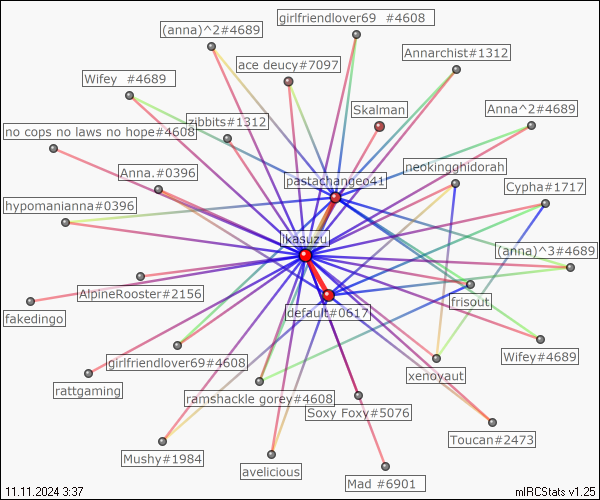 girlfriendlover69 #4608
(anna)^2#4689
Annarchist#1312
ace deucy#7097
Wifey #4689
Skalman
Anna^2#4689
zibbits#1312
no cops no laws no hope#4608
neokingghidorah
Anna.#0396
pastachangeo41
Cypha#1717
hypomanianna#0396
ikasuzu
(anna)^3#4689
AlpineRooster#2156
frisout_
default#0617
fakedingo
Wifey#4689
girlfriendlover69#4608
xenoyaut
rattgaming
ramshackle gorey#4608
Soxy Foxy#5076
Toucan#2473
Mushy#1984
avelicious
Mad #6901
11.11.2024 3:37
mIRCStats v1.25